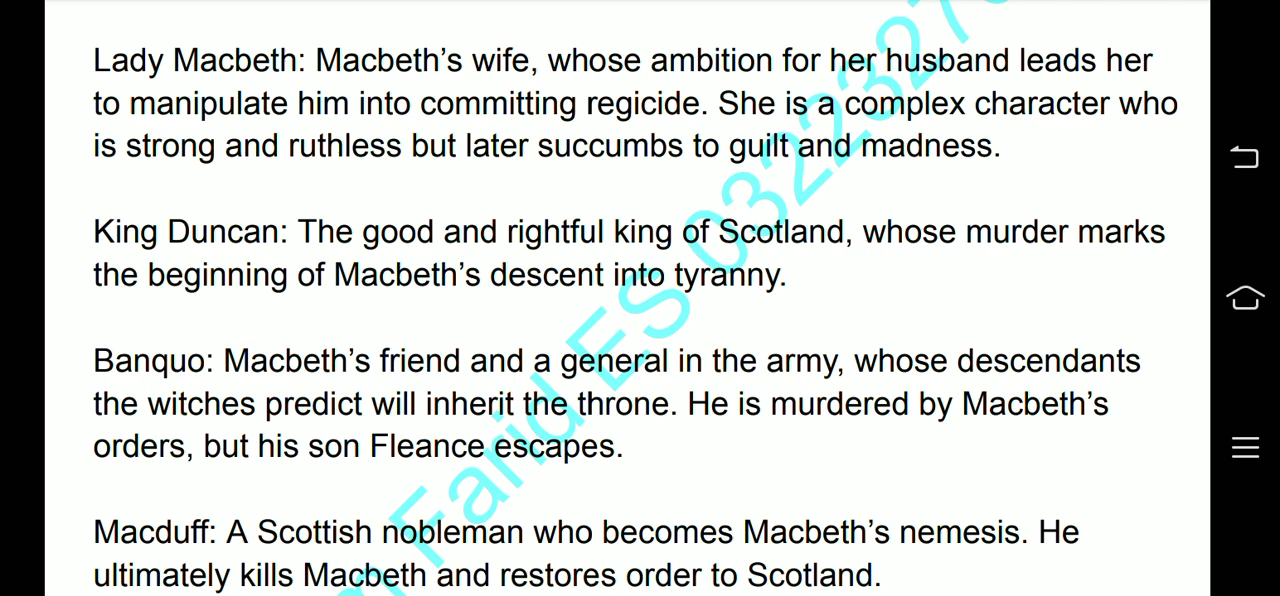 Lady Macbeth: Macbeth’s wife, whose ambition for her husband leads her
to manipulate him into committing regicide. She is a complex character who
is strong and ruthless but later succumbs to guilt and madness.
King Duncan: The good and rightful king of Scotland, whose murder marks
the beginning of Macbeth’s descent into tyranny.
Banquo: Macbeth’s friend and a general in the army, whose descendants
the witches predict will inherit the throne. He is murdered by Macbeth’s
orders, but his son Fleance escapes.
Macduff: A Scottish nobleman who becomes Macbeth’s nemesis. He
ultimately kills Macbeth and restores order to Scotland.
Farid ES